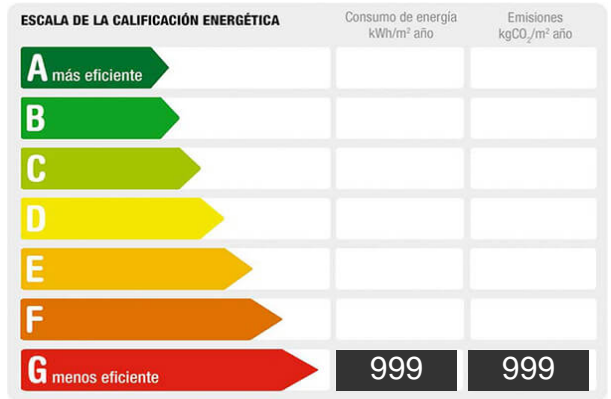 ESCALA DE LA CALIFICACIÓN ENERGÉTICA
Consumo de energía
kWh/m² año
Emisiones
kgCO₂/m² año
A más eficiente
B
C
D
E
F
G menos eficiente
999
999